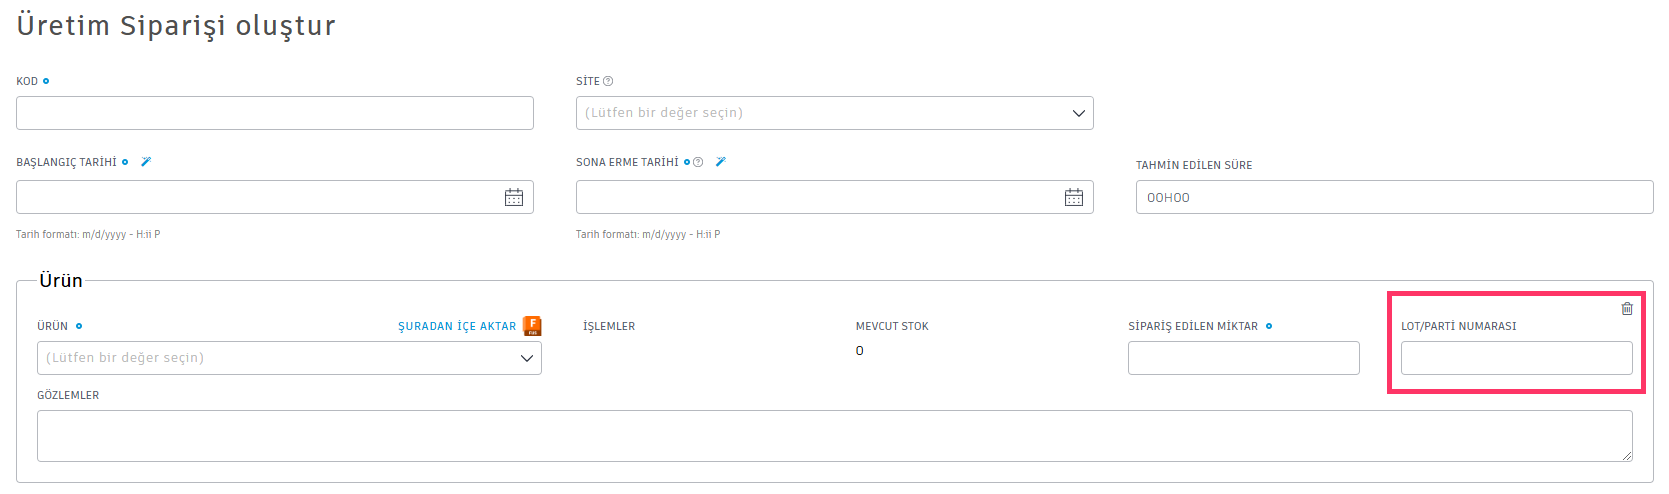 Üretim Siparişi oluştur
KOD
SİTE
(Lütfen bir değer seçin)
BAŞLANGIÇ TARİHİ
SONA ERME TARİHİ
TAHMİN EDİLEN SÜRE
00H00
Tarih formatı: m/d/yyyy - H:ii P
Tarih formatı: m/d/yyyy - H:ii P
Ürün
ÜRÜN
ŞURADAN İÇE AKTAR
F
İŞLEMLER
MEVCUT STOK
SİPARİŞ EDİLEN MİKTAR
LOT/PARTİ NUMARASI
(Lütfen bir değer seçin)
0
GÖZLEMLER